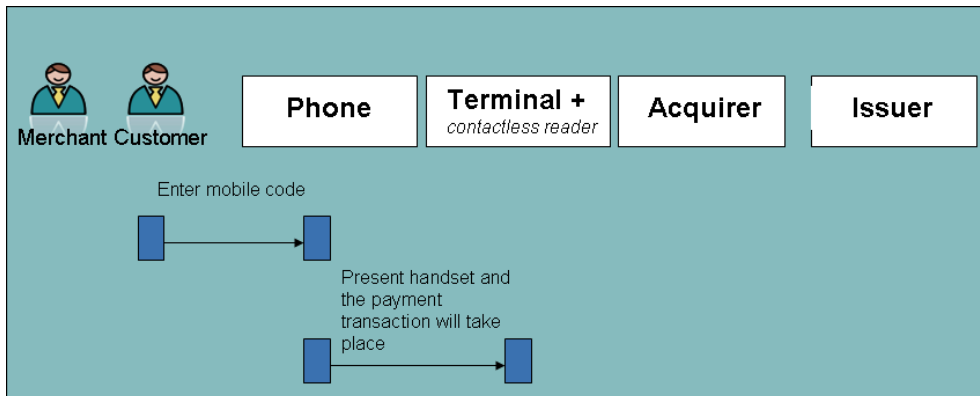 Merchant Customer
Phone
Terminal +
contactless reader
Acquirer
Issuer
Enter mobile code
Present handset and
the payment
transaction will take
place